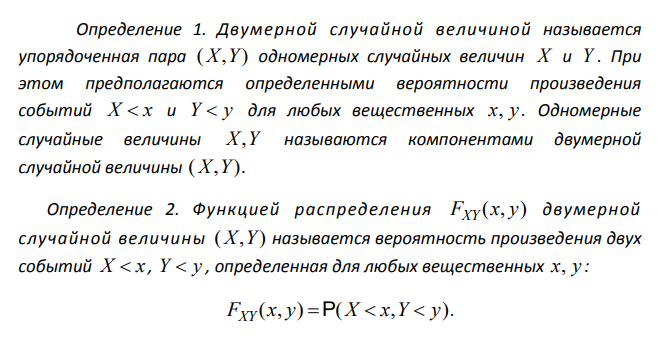 Определение 1. Двумерной случайной величиной называется
упорядоченная пара (X,Y) одномерных случайных величин X и Y. При
этом предполагаются определенными вероятности произведения
событий X < x и Y < y для любых вещественных x, y. Одномерные
случайные величины X,Y называются компонентами двумерной
случайной величины (X,Y).
Определение 2. Функцией распределения F_{XY}(x, y) двумерной
случайной величины (X,Y) называется вероятность произведения двух
событий X < x, Y < y, определенная для любых вещественных x, y:
F_{XY}(x, y) = P(X < x, Y < y).